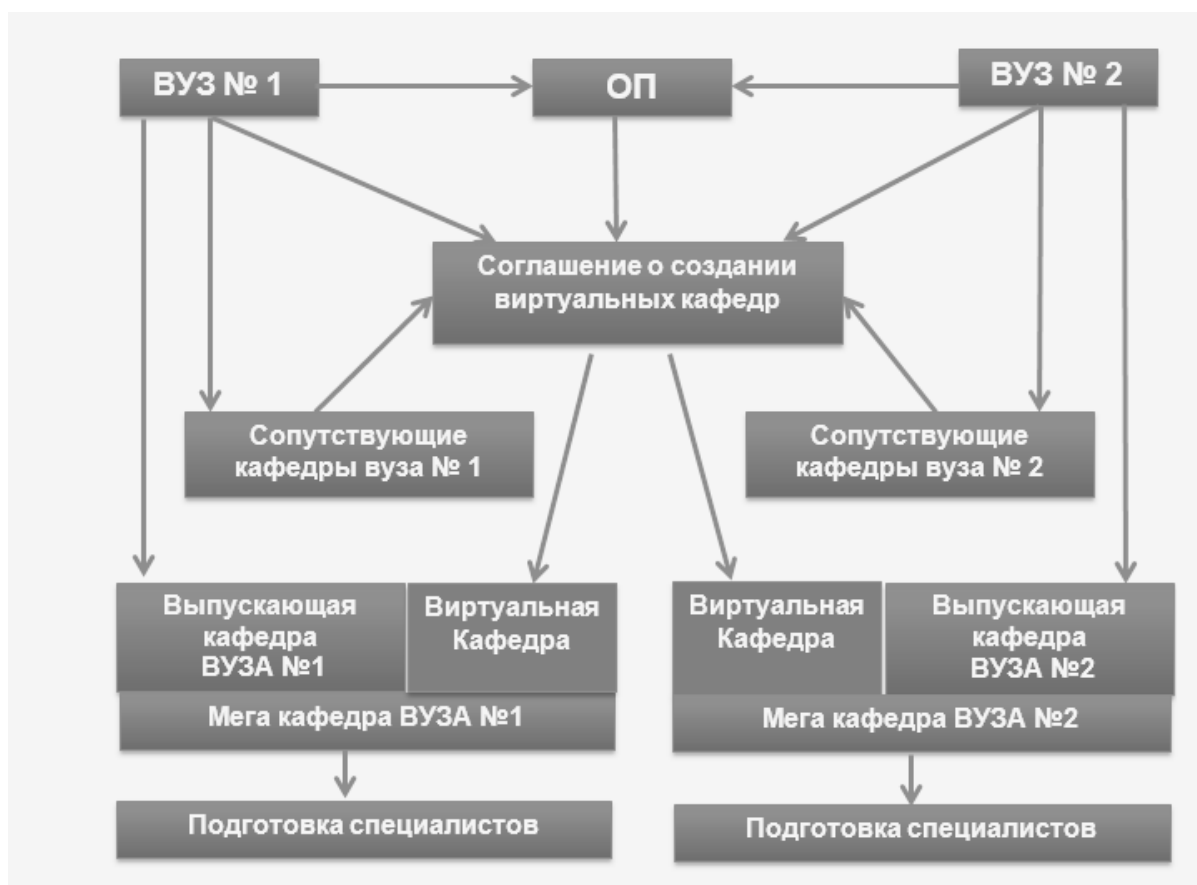 ВУЗ № 1
ОП
ВУЗ № 2
Соглашение о создании
виртуальных кафедр
Сопутствующие
кафедры вуза № 1
Сопутствующие
кафедры вуза № 2
Выпускающая
кафедра
ВУЗА №1
Виртуальная
Кафедра
Виртуальная
Кафедра
Выпускающая
кафедра
ВУЗА №2
Мега кафедра ВУЗА №1
Мега кафедра ВУЗА №2
Подготовка специалистов
Подготовка специалистов